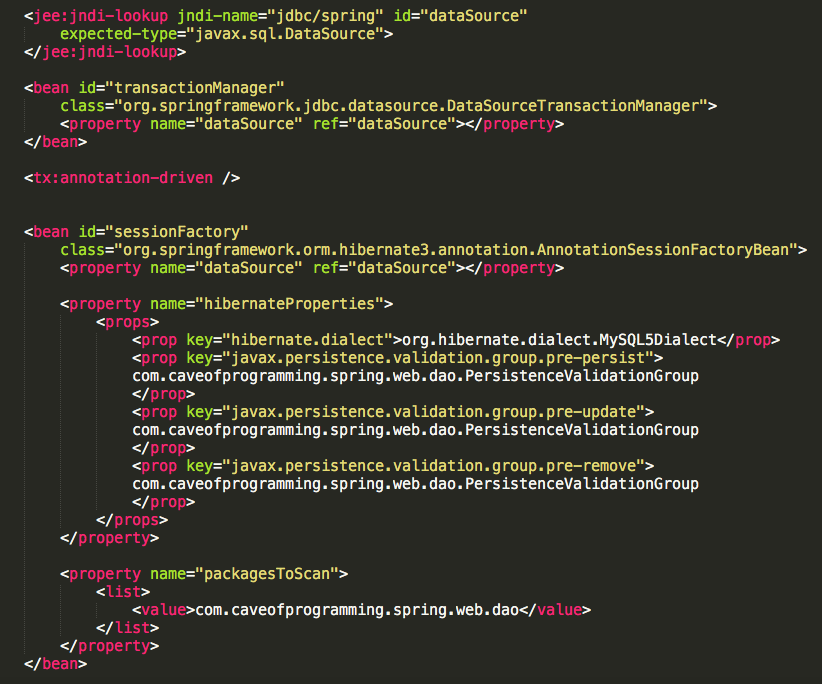 <jee:jndi-lookup jndi-name="jdbc/spring" id="dataSource"
expected-type="javax.sql.DataSource">
</jee:jndi-lookup>
<bean id="transactionManager"
class="org.springframework.jdbc.datasource.DataSourceTransactionManager">
<property name="dataSource" ref="dataSource"></property>
</bean>
<tx:annotation-driven />
<bean id="sessionFactory"
class="org.springframework.orm.hibernate3.annotation.AnnotationSessionFactoryBean">
<property name="dataSource" ref="dataSource"></property>
<property name="hibernateProperties">
<props>
<prop key="hibernate.dialect">org.hibernate.dialect.MySQL5Dialect</prop>
<prop key="javax.persistence.validation.group.pre-persist">
com.caveofprogramming.spring.web.dao.PersistenceValidationGroup
</prop>
<prop key="javax.persistence.validation.group.pre-update">
com.caveofprogramming.spring.web.dao.PersistenceValidationGroup
</prop>
<prop key="javax.persistence.validation.group.pre-remove">
com.caveofprogramming.spring.web.dao.PersistenceValidationGroup
</prop>
</props>
</property>
<property name="packagesToScan">
<list>
<value>com.caveofprogramming.spring.web.dao</value>
</list>
</property>
</bean>